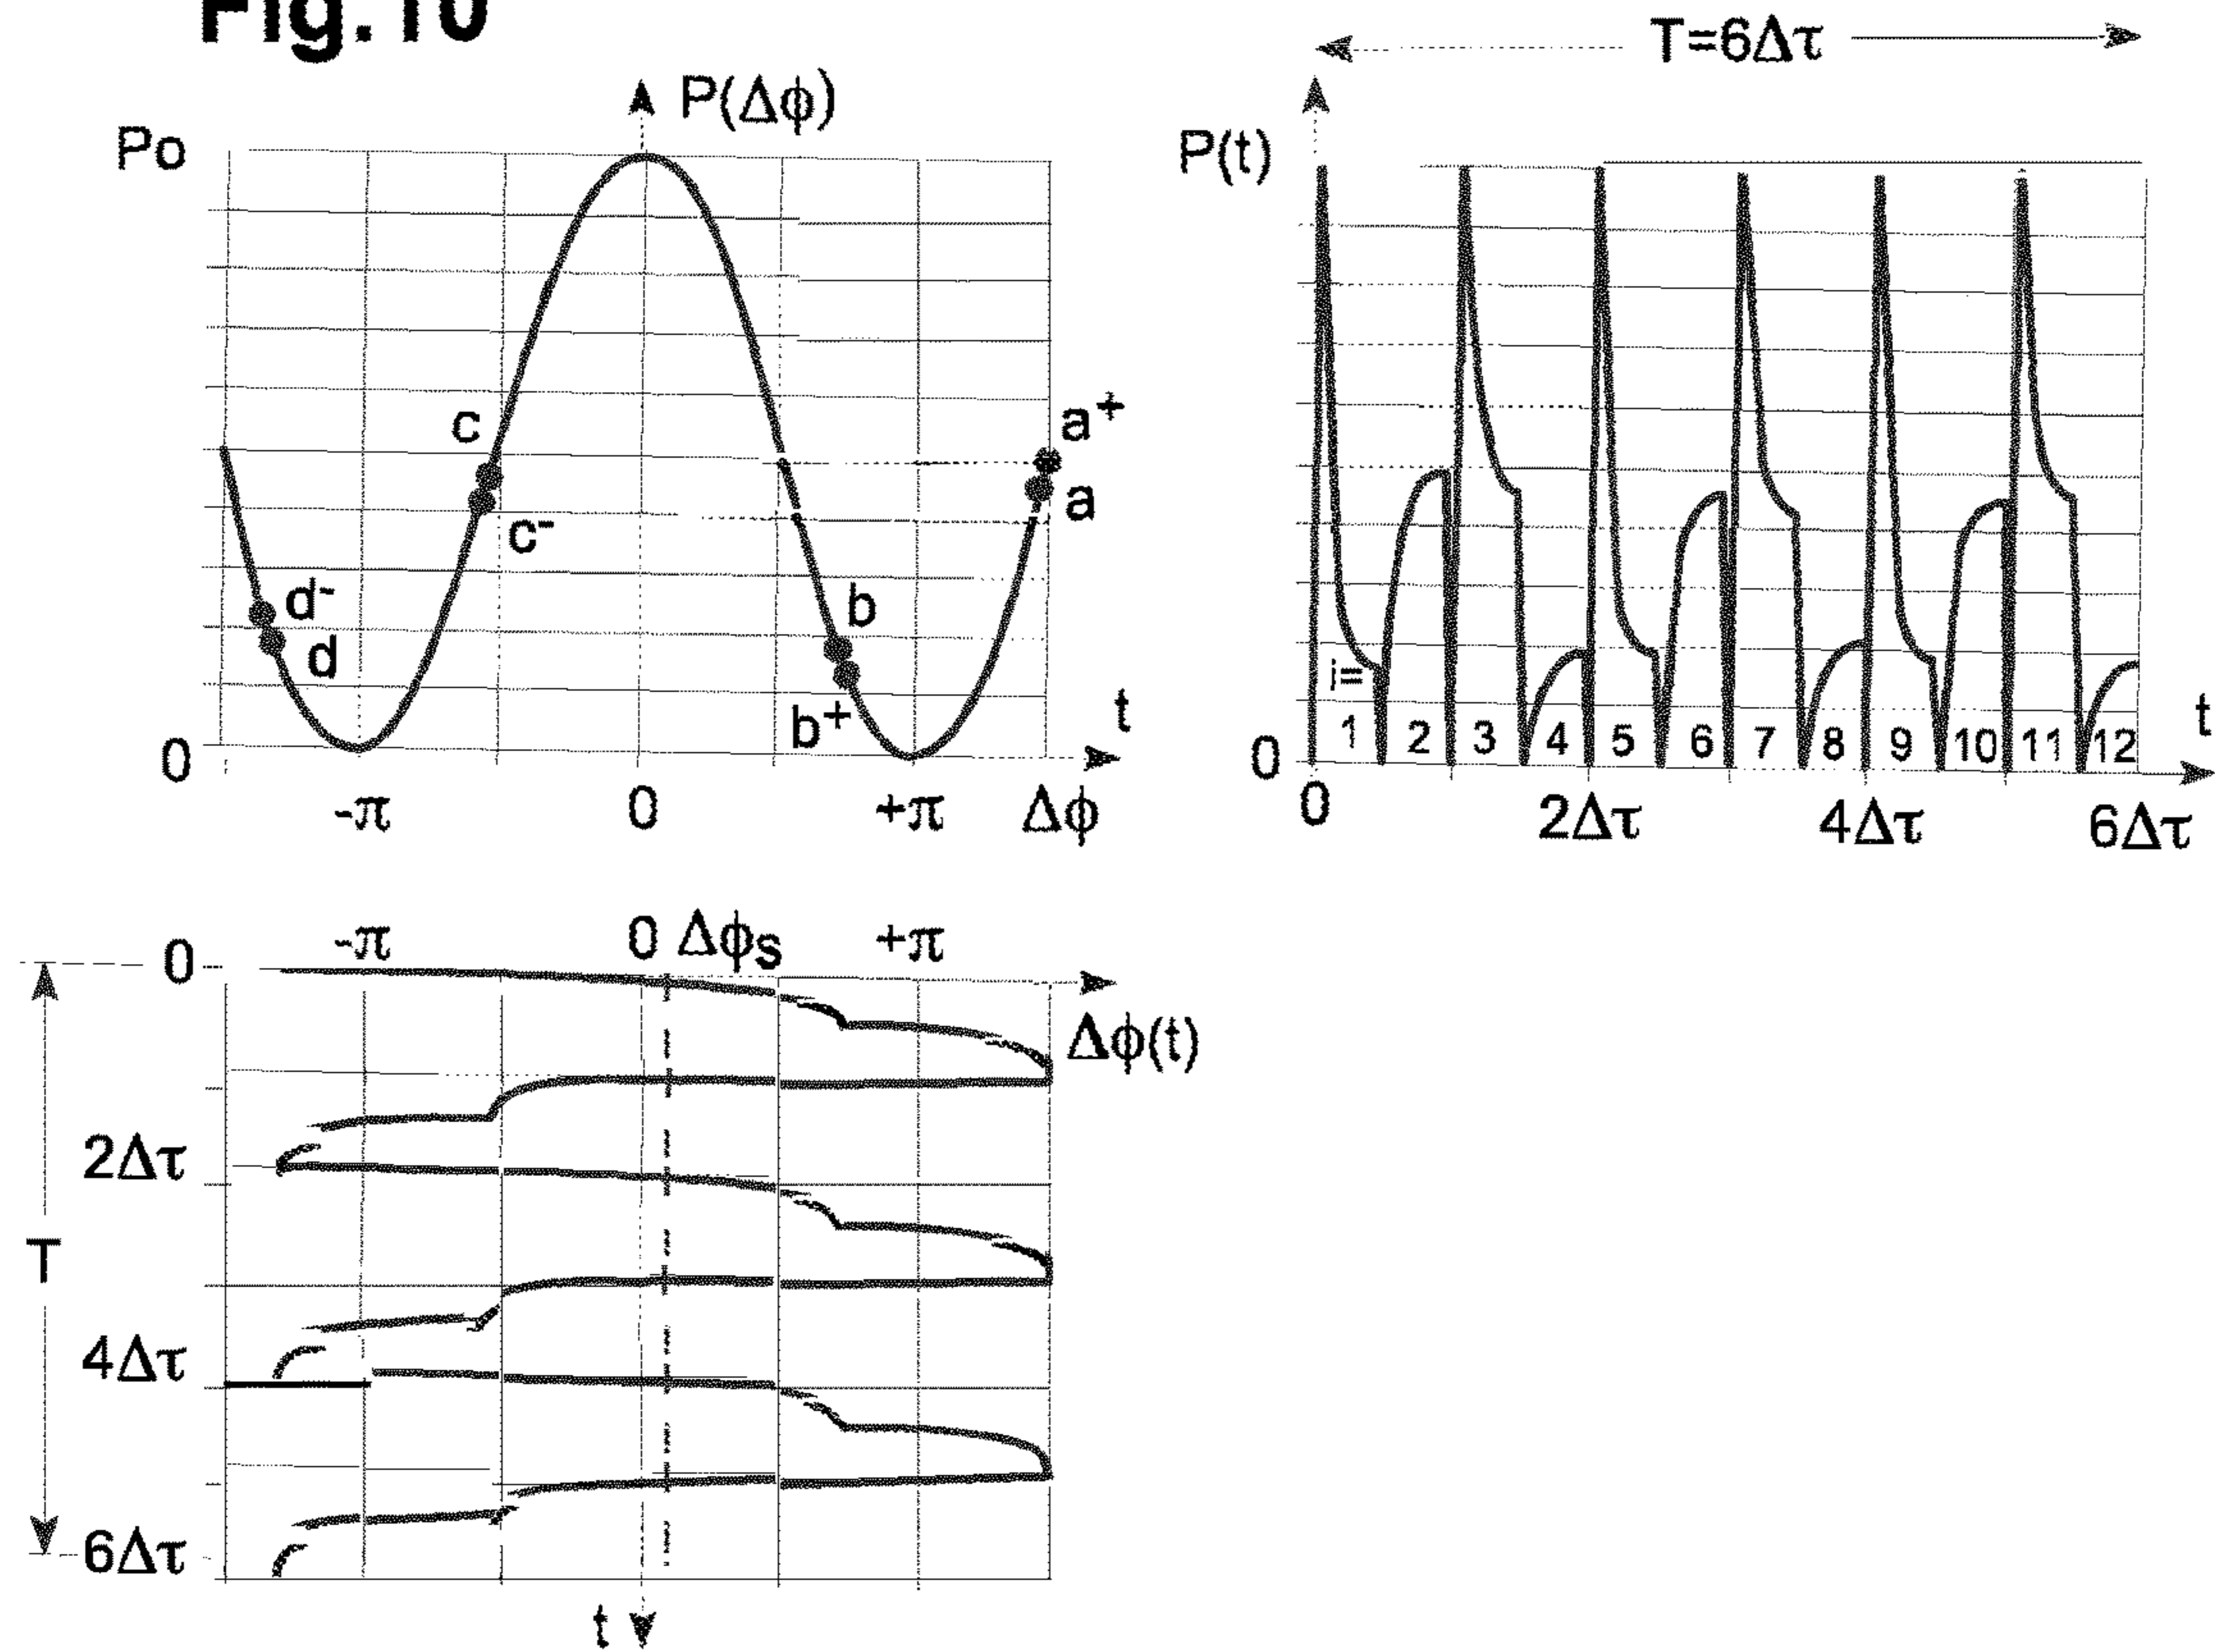 Fig.10
P(Δϕ)
Po
c
c-
d-
d
b
b+
a+
a
t
0
-π
0
+π
Δϕ
T=6Δτ
P(t)
i=
1 2 3 4 5 6 7 8 9 10 11 12
t
0
0
2Δτ
4Δτ
6Δτ
-π
0
Δϕs
+π
0
Δϕ(t)
2Δτ
T
4Δτ
6Δτ
t